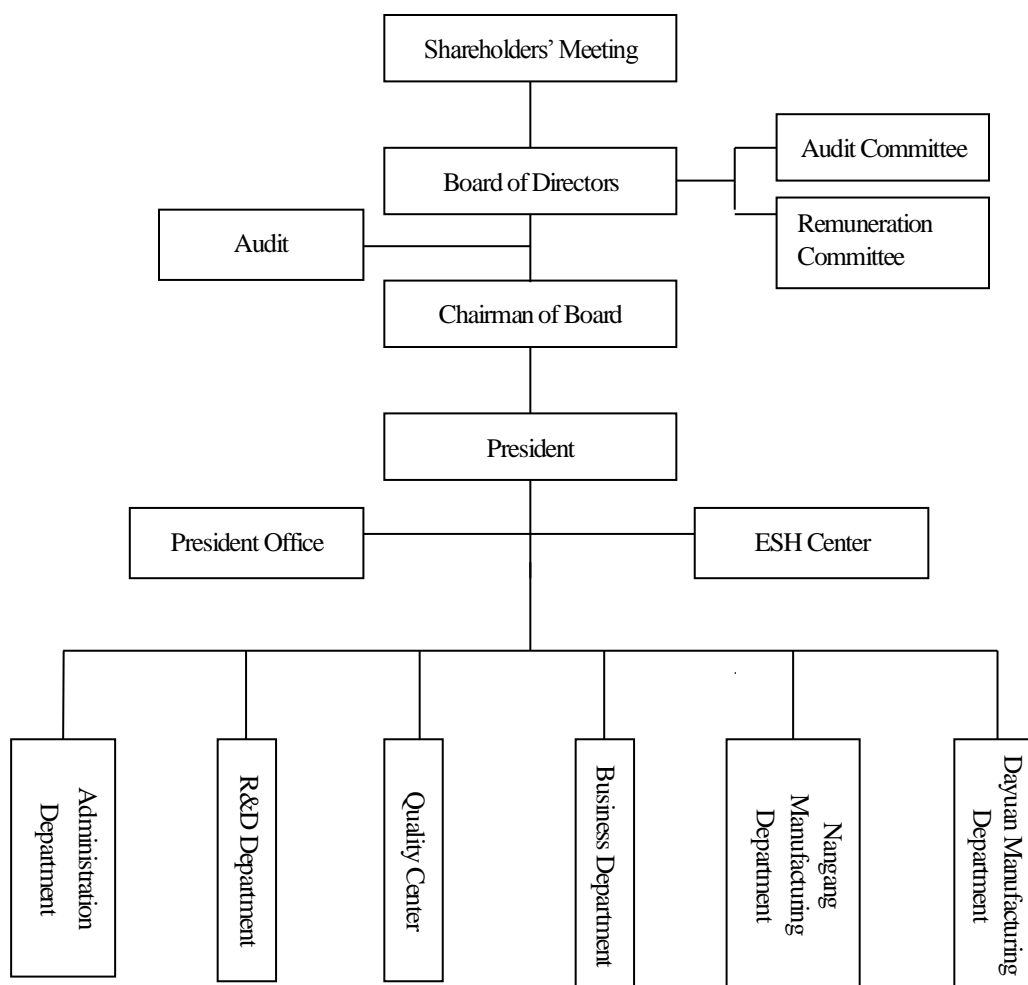 Shareholders’ Meeting
Board of Directors
Audit Committee
Remuneration
Committee
Audit
Chairman of Board
President
President Office
ESH Center
Administration
Department
R&D Department
Quality Center
Business Department
Nangang
Manufacturing
Department
Dayuan Manufacturing
Department